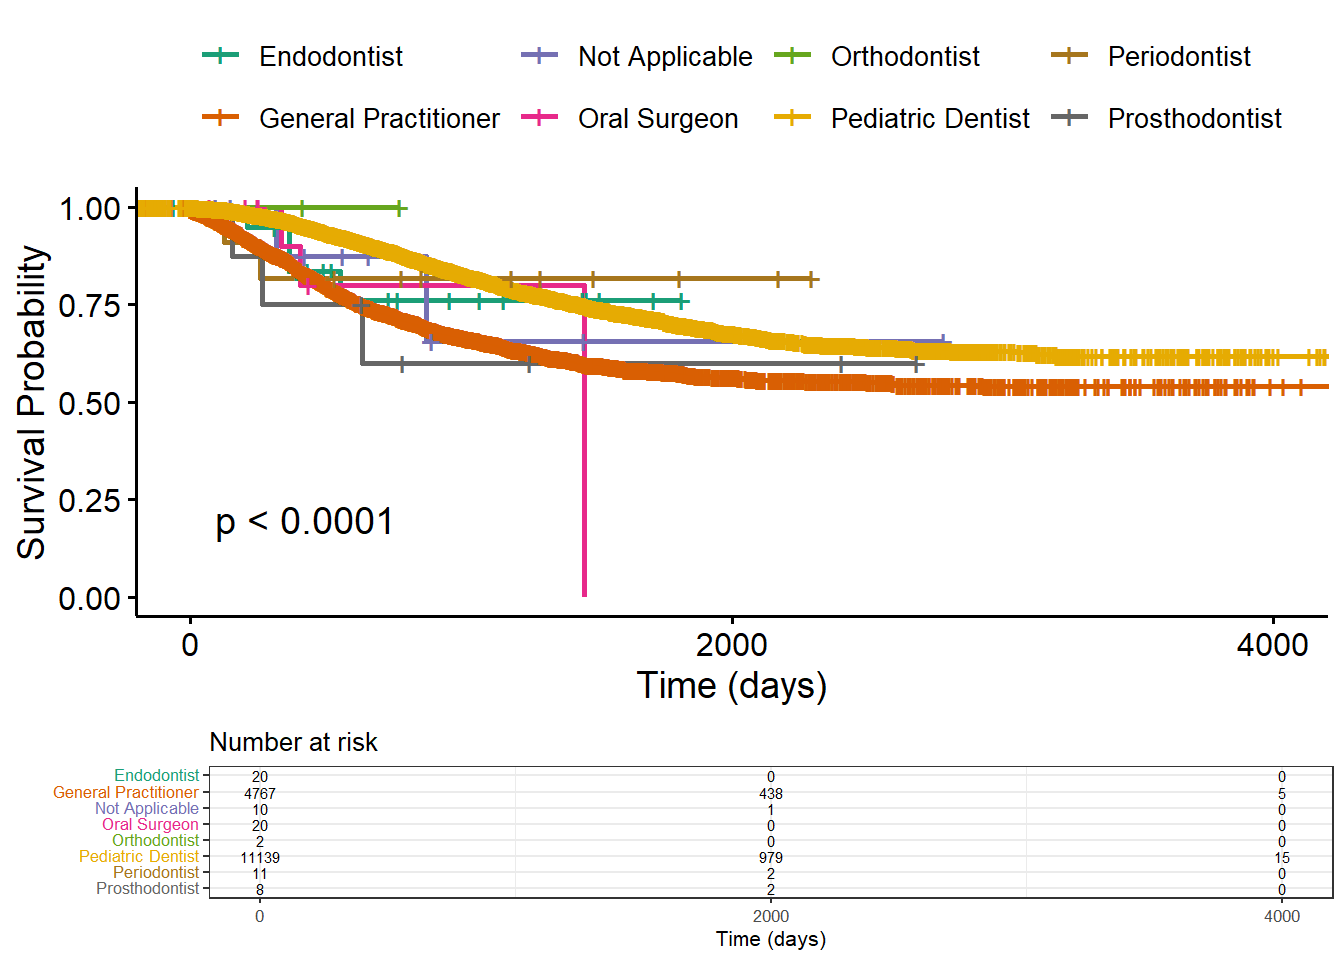 Endodontist Not Applicable Orthodontist Periodontist
General Practitioner Oral Surgeon Pediatric Dentist Prosthodontist
1.00
0.75
0.50
0.25
0.00
Survival Probability
p < 0.0001
0 2000 4000
Time (days)
Number at risk
Endodontist 20 0 0
General Practitioner 4767 438 5
Not Applicable 10 1 0
Oral Surgeon 20 0 0
Orthodontist 2 0 0
Pediatric Dentist 11139 979 15
Periodontist 11 2 0
Prosthodontist 8 2 0
0 2000 4000
Time (days)